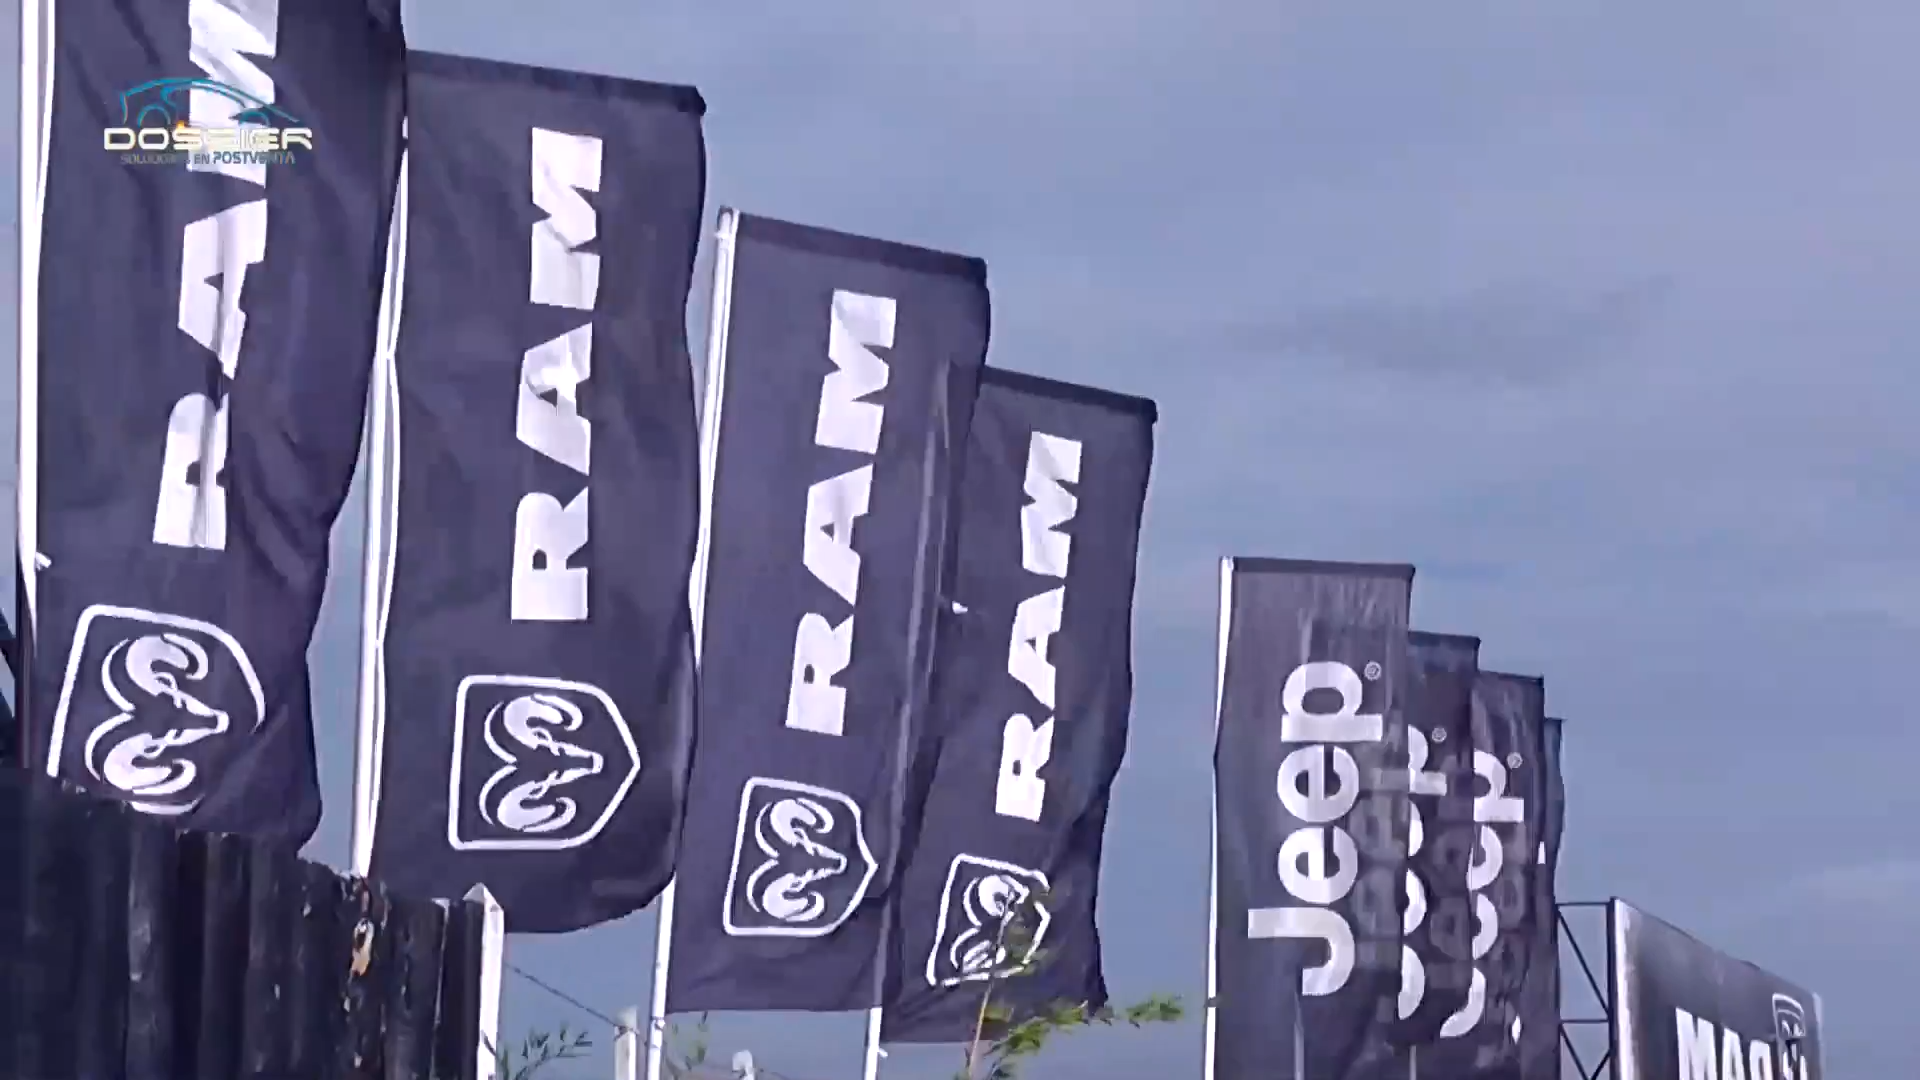 DOSSIER
SOLUCIONES EN POSTVENTA
RAM
RAM
RAM
RAM
Jeep®
Jeep®
Jeep®